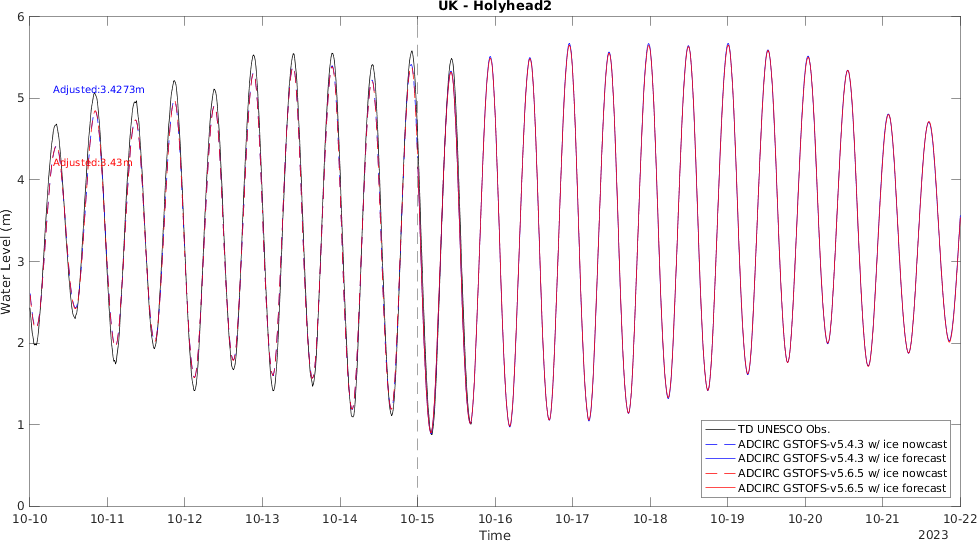 UK - Holyhead2
6
5
4
3
2
1
0
Water Level (m)
Adjusted:3.4273m
Adjusted:3.43m
TD UNESCO Obs.
ADCIRC GSTOFS-v5.4.3 w/ ice nowcast
ADCIRC GSTOFS-v5.4.3 w/ ice forecast
ADCIRC GSTOFS-v5.6.5 w/ ice nowcast
ADCIRC GSTOFS-v5.6.5 w/ ice forecast
10-10 10-11 10-12 10-13 10-14 10-15 10-16 10-17 10-18 10-19 10-20 10-21 10-22
Time
2023